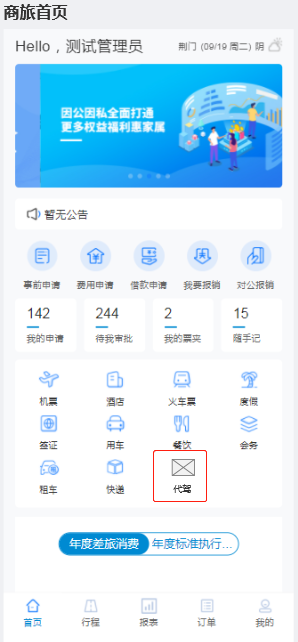 商旅首页
Hello，测试管理员 荆门 (09/19 周二) 阴
因公因私全面打通
更多权益福利惠家属
暂无公告
事前申请 费用申请 借款申请 我要报销 对公报销
142 244 2 15
我的申请 待我审批 我的票夹 随手记
机票 酒店 火车票 度假
签证 用车 餐饮 会务
租车 快递 代驾
年度差旅消费 年度标准执行...
首页 行程 报表 订单 我的